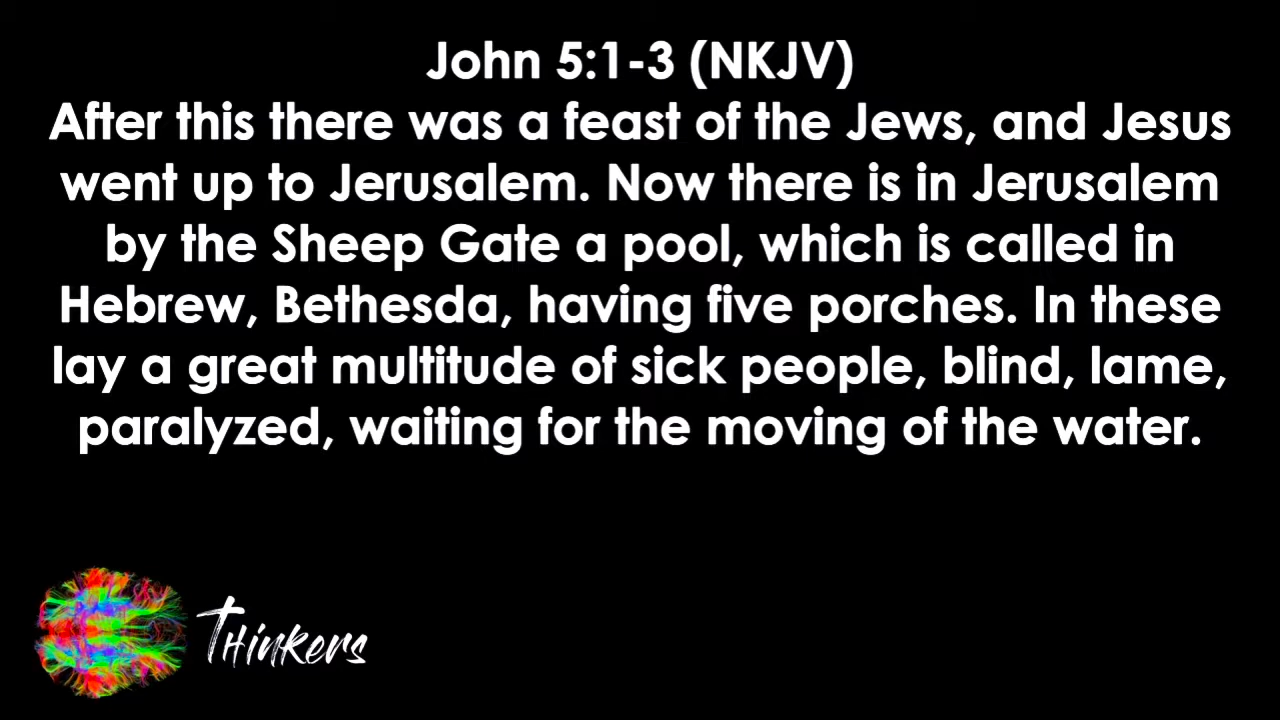 John 5:1-3 (NKJV)
After this there was a feast of the Jews, and Jesus
went up to Jerusalem. Now there is in Jerusalem
by the Sheep Gate a pool, which is called in
Hebrew, Bethesda, having five porches. In these
lay a great multitude of sick people, blind, lame,
paralyzed, waiting for the moving of the water.
THinKers